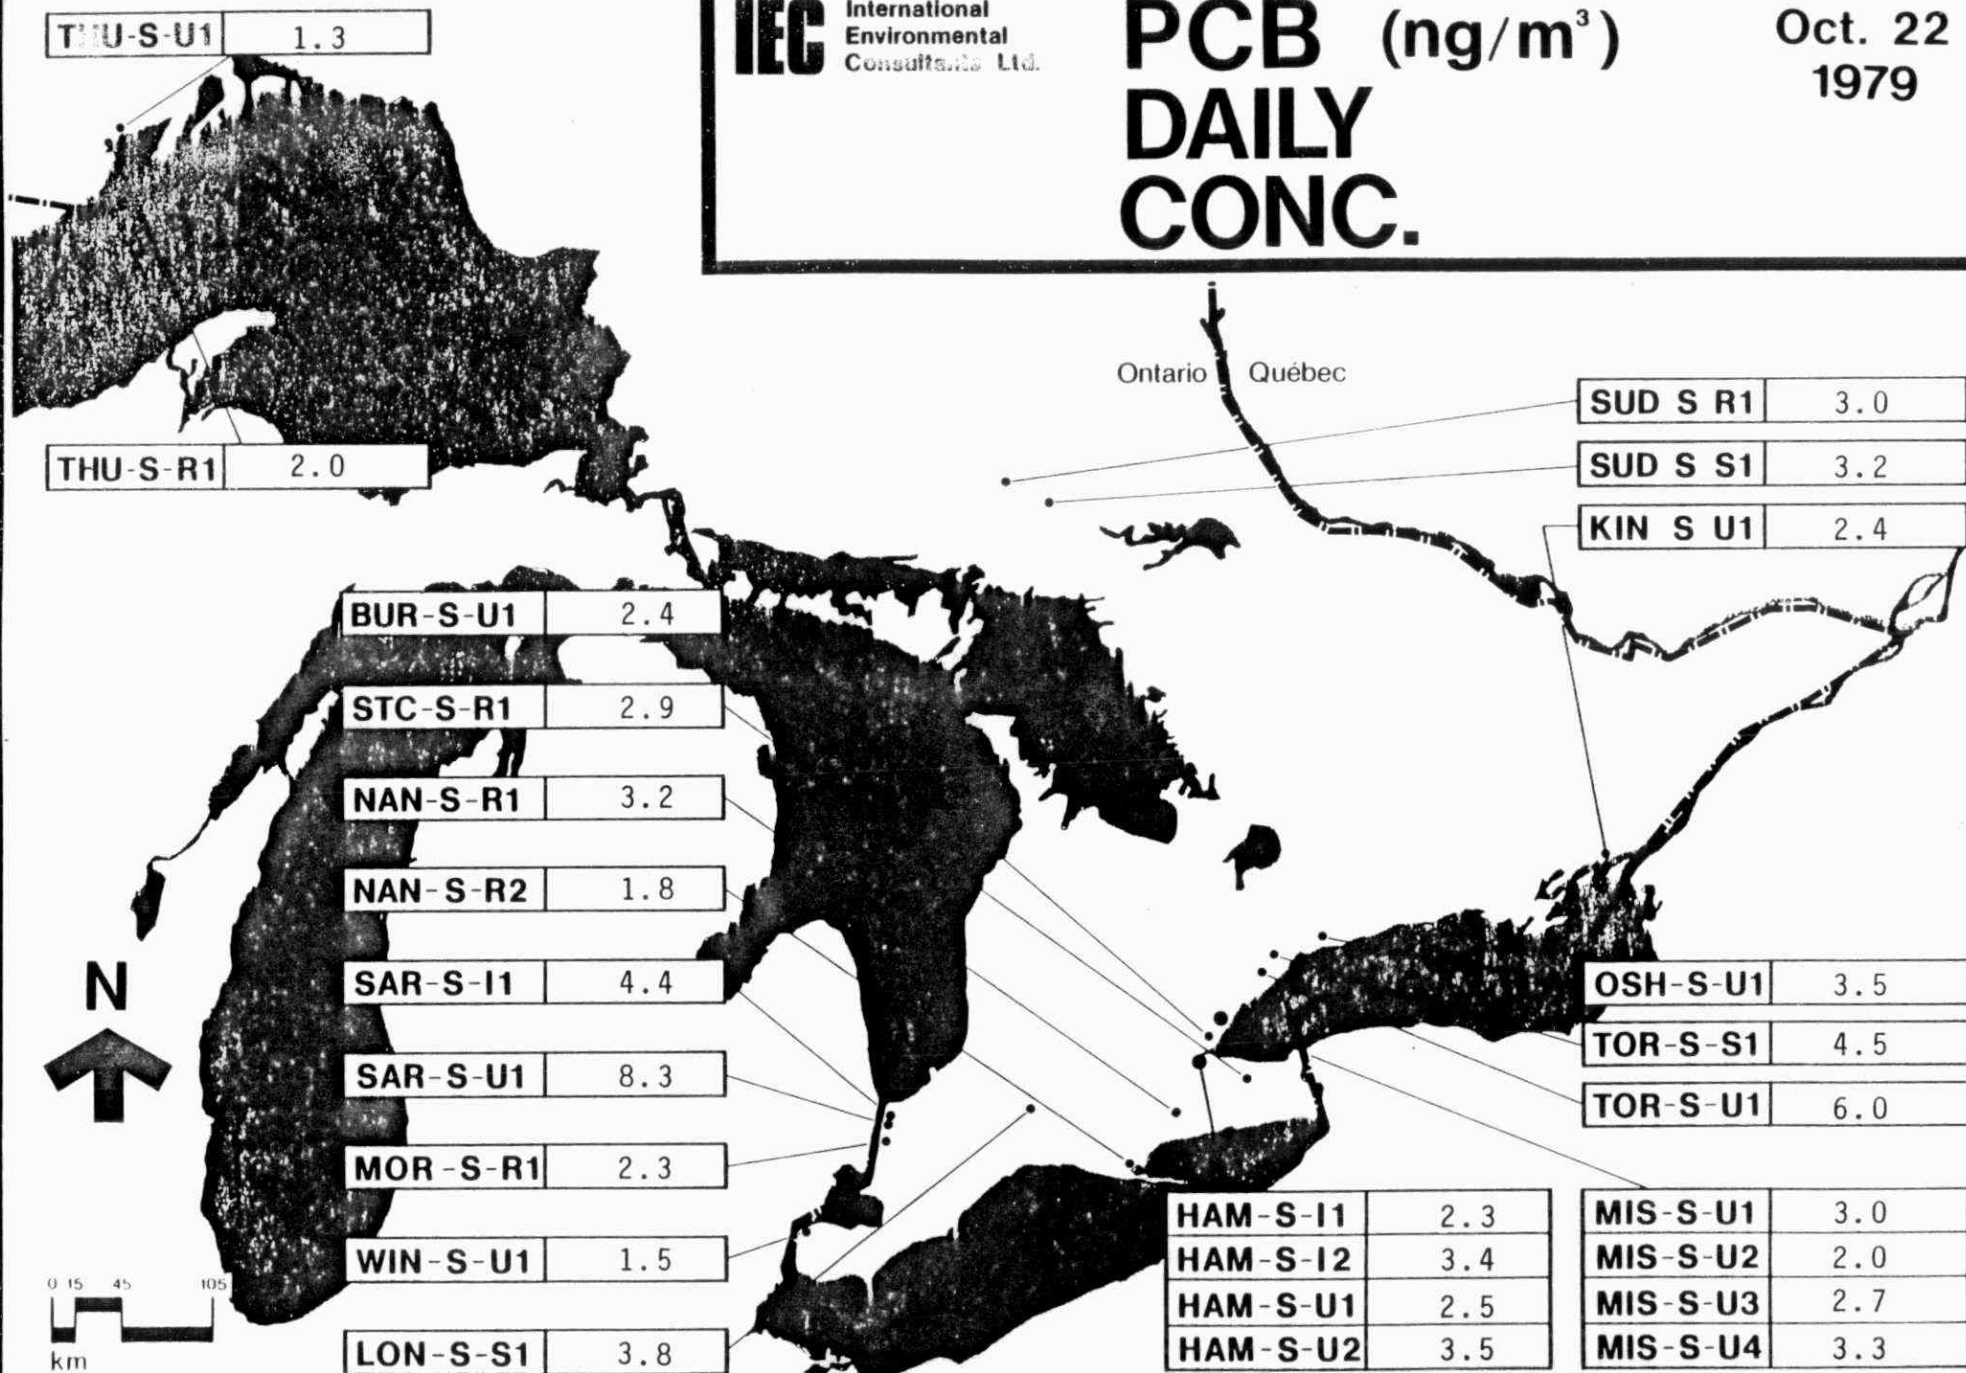 THU-S-U1 1.3
IEC
International
Environmental
Consultants Ltd.
PCB (ng/m³)
DAILY
CONC.
Oct. 22
1979
THU-S-R1 2.0
Ontario Québec
SUD S R1 3.0
SUD S S1 3.2
KIN S U1 2.4
BUR-S-U1 2.4
STC-S-R1 2.9
NAN-S-R1 3.2
NAN-S-R2 1.8
SAR-S-I1 4.4
SAR-S-U1 8.3
MOR-S-R1 2.3
WIN-S-U1 1.5
LON-S-S1 3.8
N
0 15 45 105
km
OSH-S-U1 3.5
TOR-S-S1 4.5
TOR-S-U1 6.0
HAM-S-I1 2.3
HAM-S-I2 3.4
HAM-S-U1 2.5
HAM-S-U2 3.5
MIS-S-U1 3.0
MIS-S-U2 2.0
MIS-S-U3 2.7
MIS-S-U4 3.3